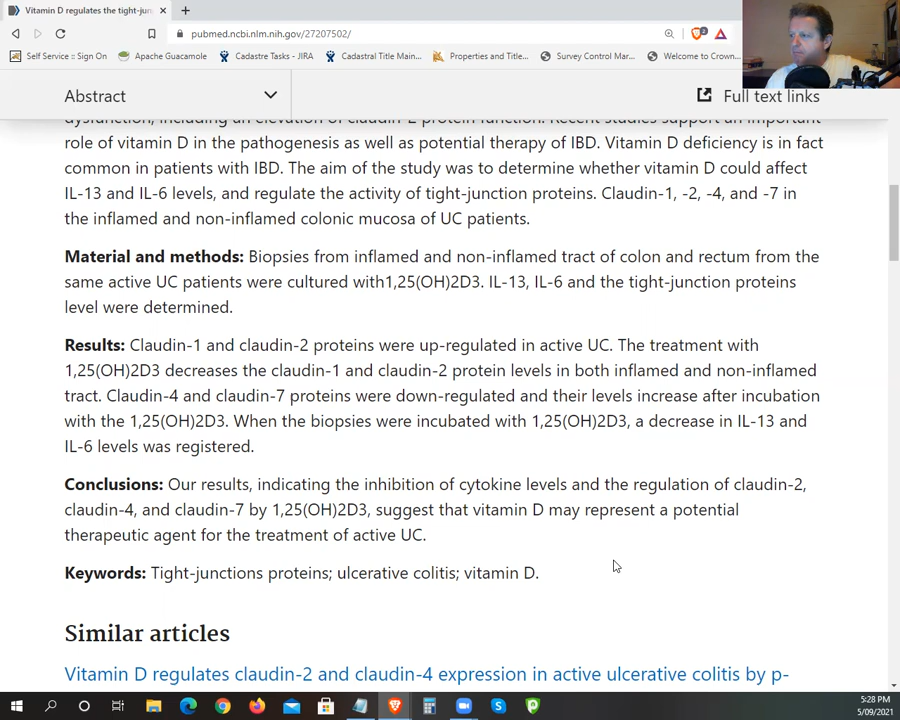 Vitamin D regulates the tight-jun
pubmed.ncbi.nlm.nih.gov/27207502/
Self Service :: Sign On
Apache Guacamole
Cadastre Tasks - JIRA
Cadastral Title Main...
Properties and Title...
Survey Control Mar...
Welcome to Crown...
Abstract
Full text links
dysfunction, including an elevation of claudin-2 protein function. Recent studies support an important
role of vitamin D in the pathogenesis as well as potential therapy of IBD. Vitamin D deficiency is in fact
common in patients with IBD. The aim of the study was to determine whether vitamin D could affect
IL-13 and IL-6 levels, and regulate the activity of tight-junction proteins. Claudin-1, -2, -4, and -7 in
the inflamed and non-inflamed colonic mucosa of UC patients.
Material and methods: Biopsies from inflamed and non-inflamed tract of colon and rectum from the
same active UC patients were cultured with1,25(OH)2D3. IL-13, IL-6 and the tight-junction proteins
level were determined.
Results: Claudin-1 and claudin-2 proteins were up-regulated in active UC. The treatment with
1,25(OH)2D3 decreases the claudin-1 and claudin-2 protein levels in both inflamed and non-inflamed
tract. Claudin-4 and claudin-7 proteins were down-regulated and their levels increase after incubation
with the 1,25(OH)2D3. When the biopsies were incubated with 1,25(OH)2D3, a decrease in IL-13 and
IL-6 levels was registered.
Conclusions: Our results, indicating the inhibition of cytokine levels and the regulation of claudin-2,
claudin-4, and claudin-7 by 1,25(OH)2D3, suggest that vitamin D may represent a potential
therapeutic agent for the treatment of active UC.
Keywords: Tight-junctions proteins; ulcerative colitis; vitamin D.
Similar articles
Vitamin D regulates claudin-2 and claudin-4 expression in active ulcerative colitis by p-
5:28 PM
5/09/2021